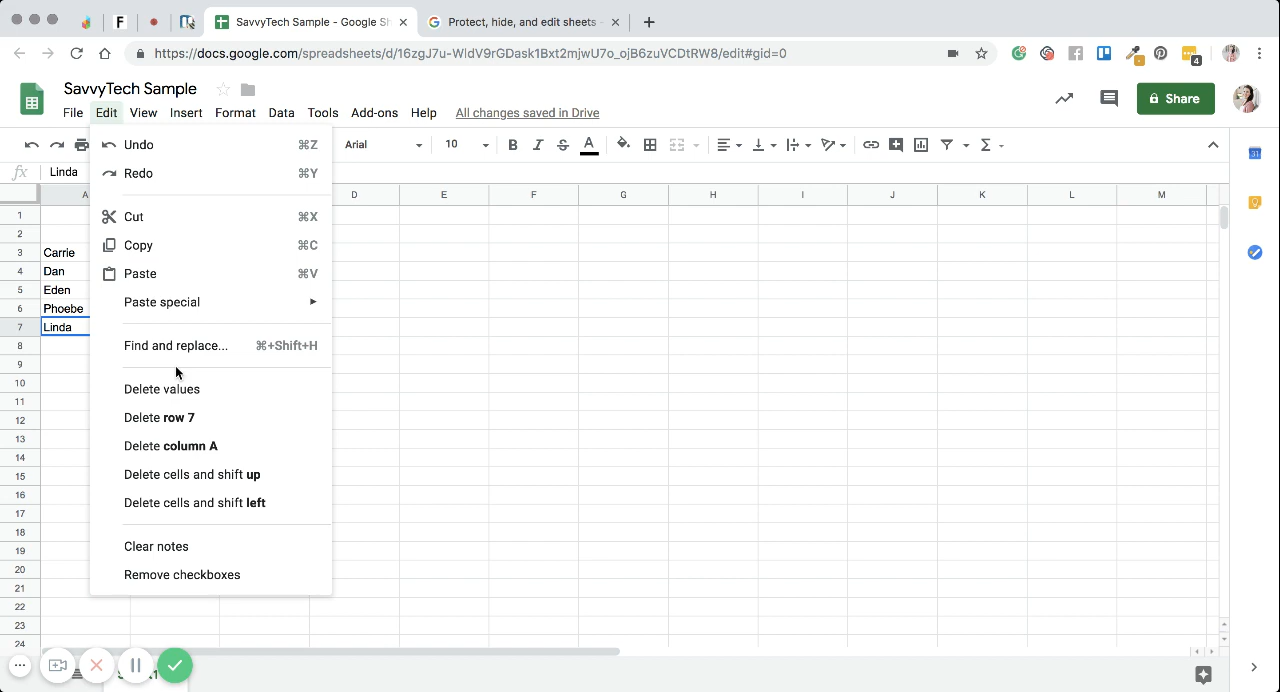 SavvyTech Sample - Google Sh
Protect, hide, and edit sheets -
https://docs.google.com/spreadsheets/d/16zgJ7u-WIdV9rGDask1Bxt2mjwU7o_ojB6zuVCDtRW8/edit#gid=0
SavvyTech Sample
Share
File Edit View Insert Format Data Tools Add-ons Help All changes saved in Drive
Arial 10
fx Linda
A D E F G H I J K L M
Undo ⌘Z
Redo ⌘Y
Cut ⌘X
Copy ⌘C
Paste ⌘V
Paste special
Find and replace... ⌘+Shift+H
Delete values
Delete row 7
Delete column A
Delete cells and shift up
Delete cells and shift left
Clear notes
Remove checkboxes
1
2
3 Carrie
4 Dan
5 Eden
6 Phoebe
7 Linda
8
9
10
11
12
13
14
15
16
17
18
19
20
21
22
23
24